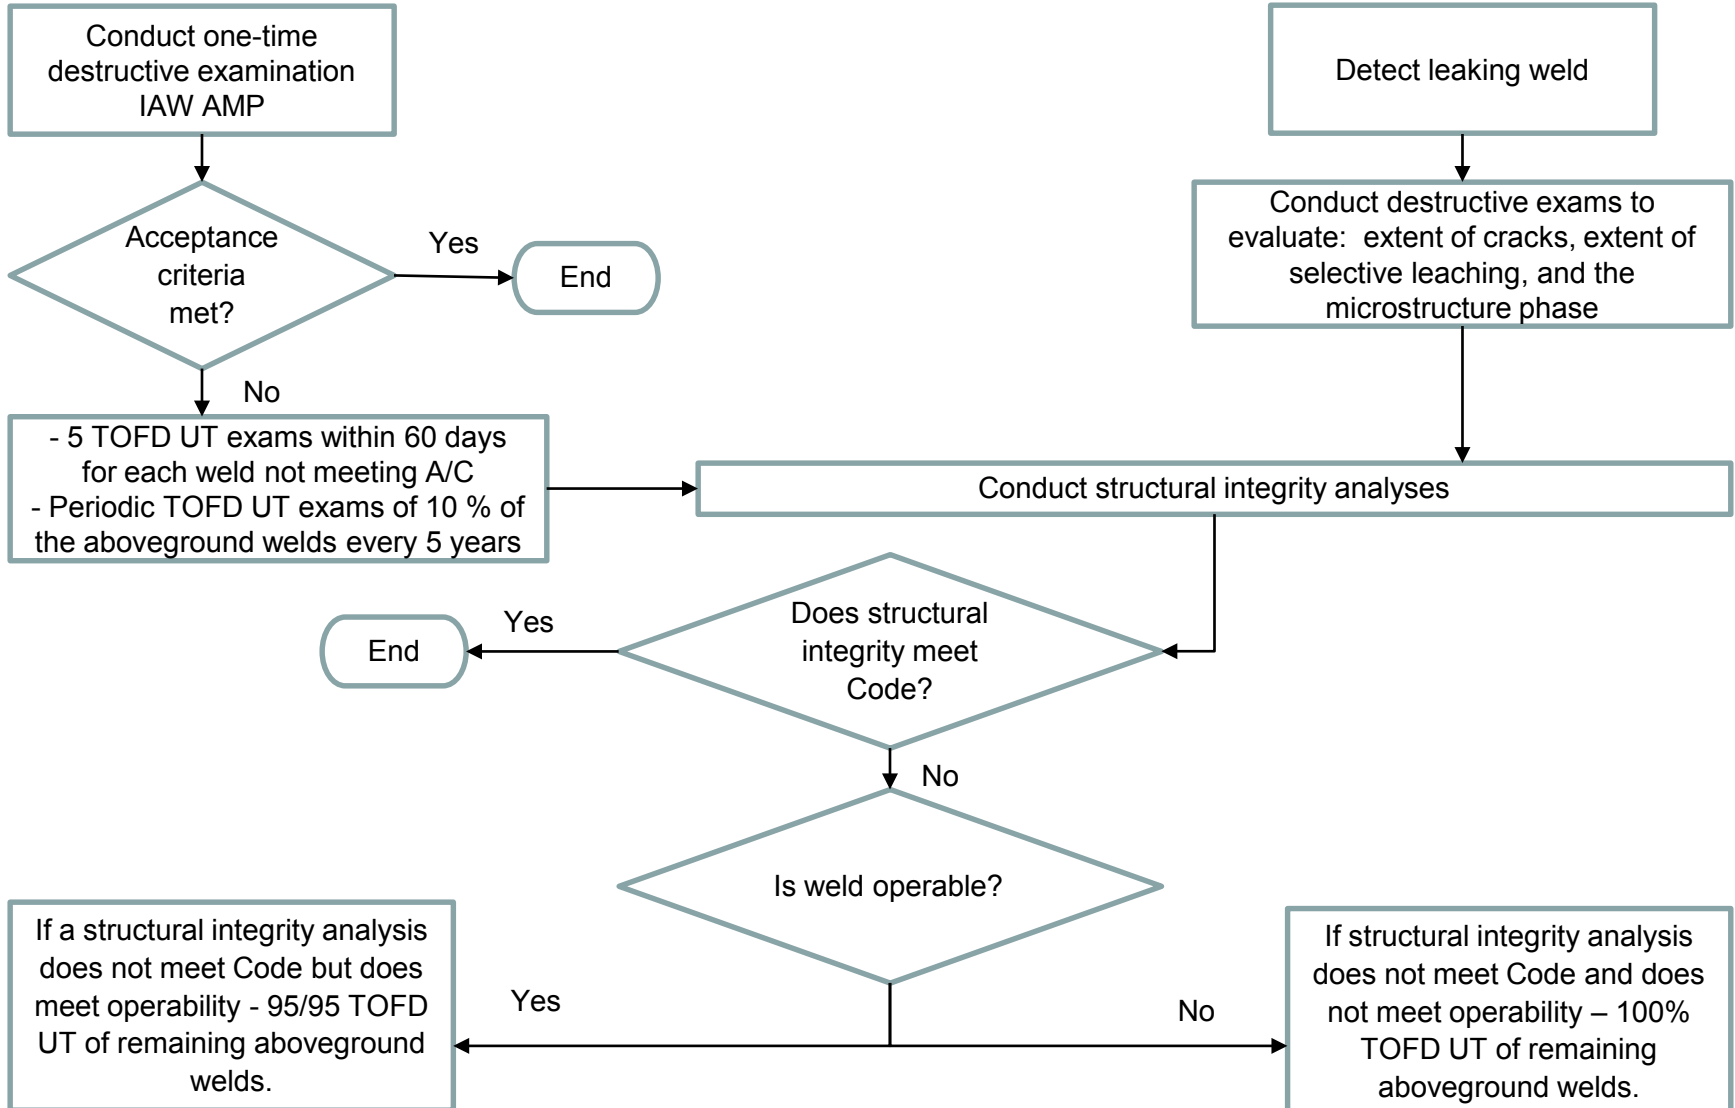 Conduct one-time
destructive examination
IAW AMP
Detect leaking weld
Acceptance
criteria
met?
Yes
End
Conduct destructive exams to
evaluate:  extent of cracks, extent of
selective leaching, and the
microstructure phase
No
- 5 TOFD UT exams within 60 days
for each weld not meeting A/C
- Periodic TOFD UT exams of 10 % of
the aboveground welds every 5 years
Conduct structural integrity analyses
Does structural
integrity meet
Code?
Yes
End
No
Is weld operable?
If a structural integrity analysis
does not meet Code but does
meet operability - 95/95 TOFD
UT of remaining aboveground
welds.
Yes
No
If structural integrity analysis
does not meet Code and does
not meet operability – 100%
TOFD UT of remaining
aboveground welds.